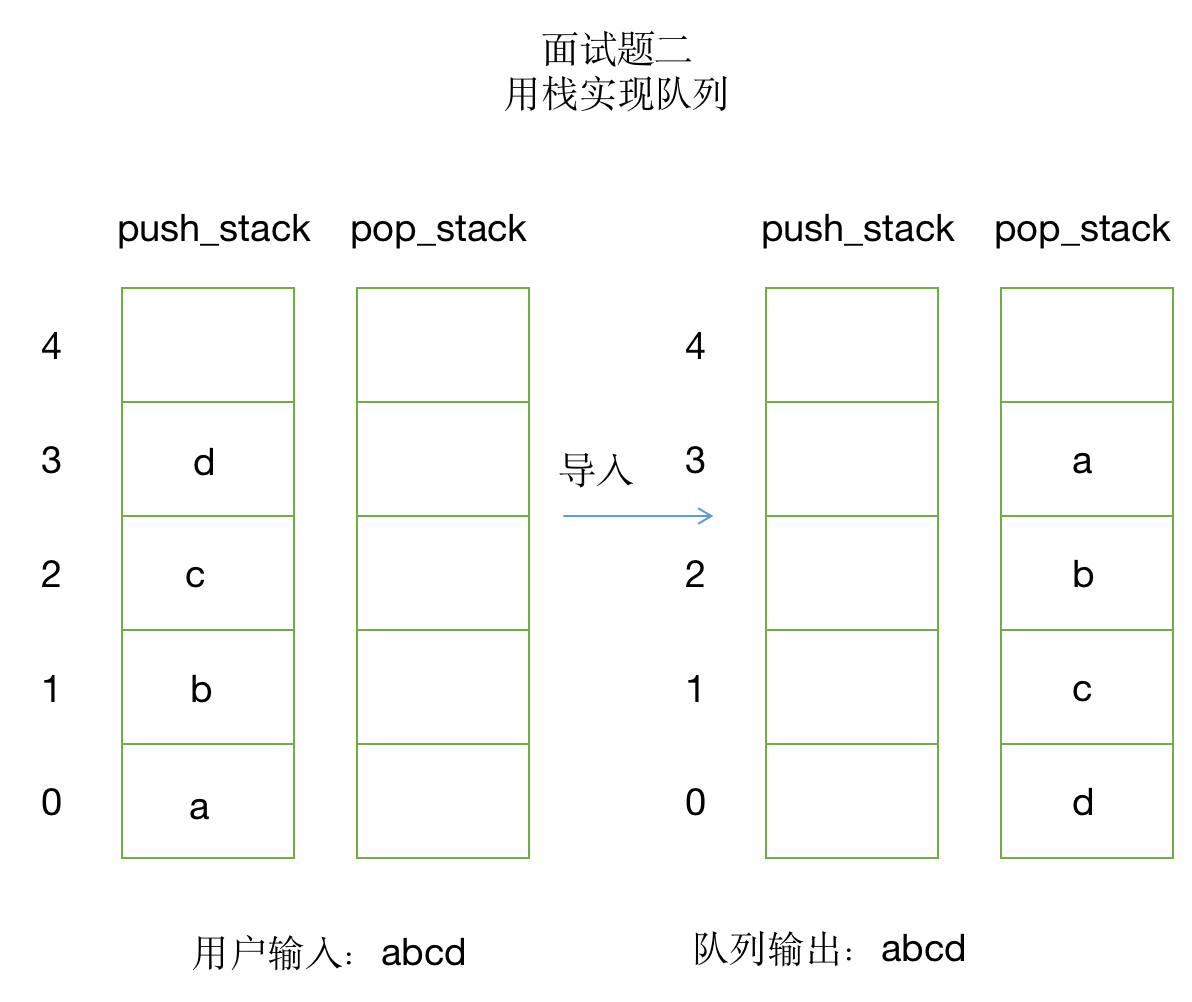 面试题二
用栈实现队列
push_stack pop_stack push_stack pop_stack
4 4
3 d 导入 3 a
2 c 2 b
1 b 1 c
0 a 0 d
用户输入：abcd 队列输出：abcd